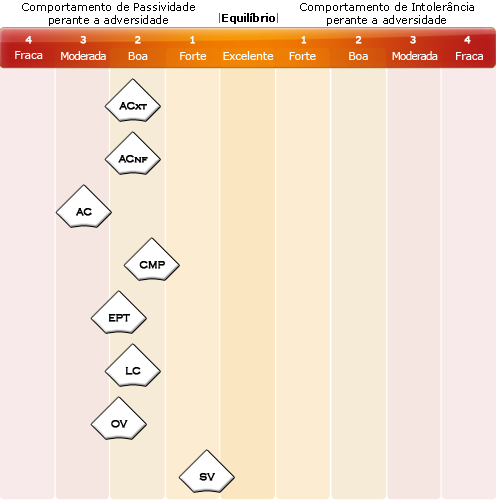 Comportamento de Passividade
perante a adversidade
|Equilíbrio|
Comportamento de Intolerância
perante a adversidade
4 3 2 1 1 2 3 4
Fraca Moderada Boa Forte Excelente Forte Boa Moderada Fraca
ACXT
ACNF
AC
CMP
EPT
LC
OV
SV